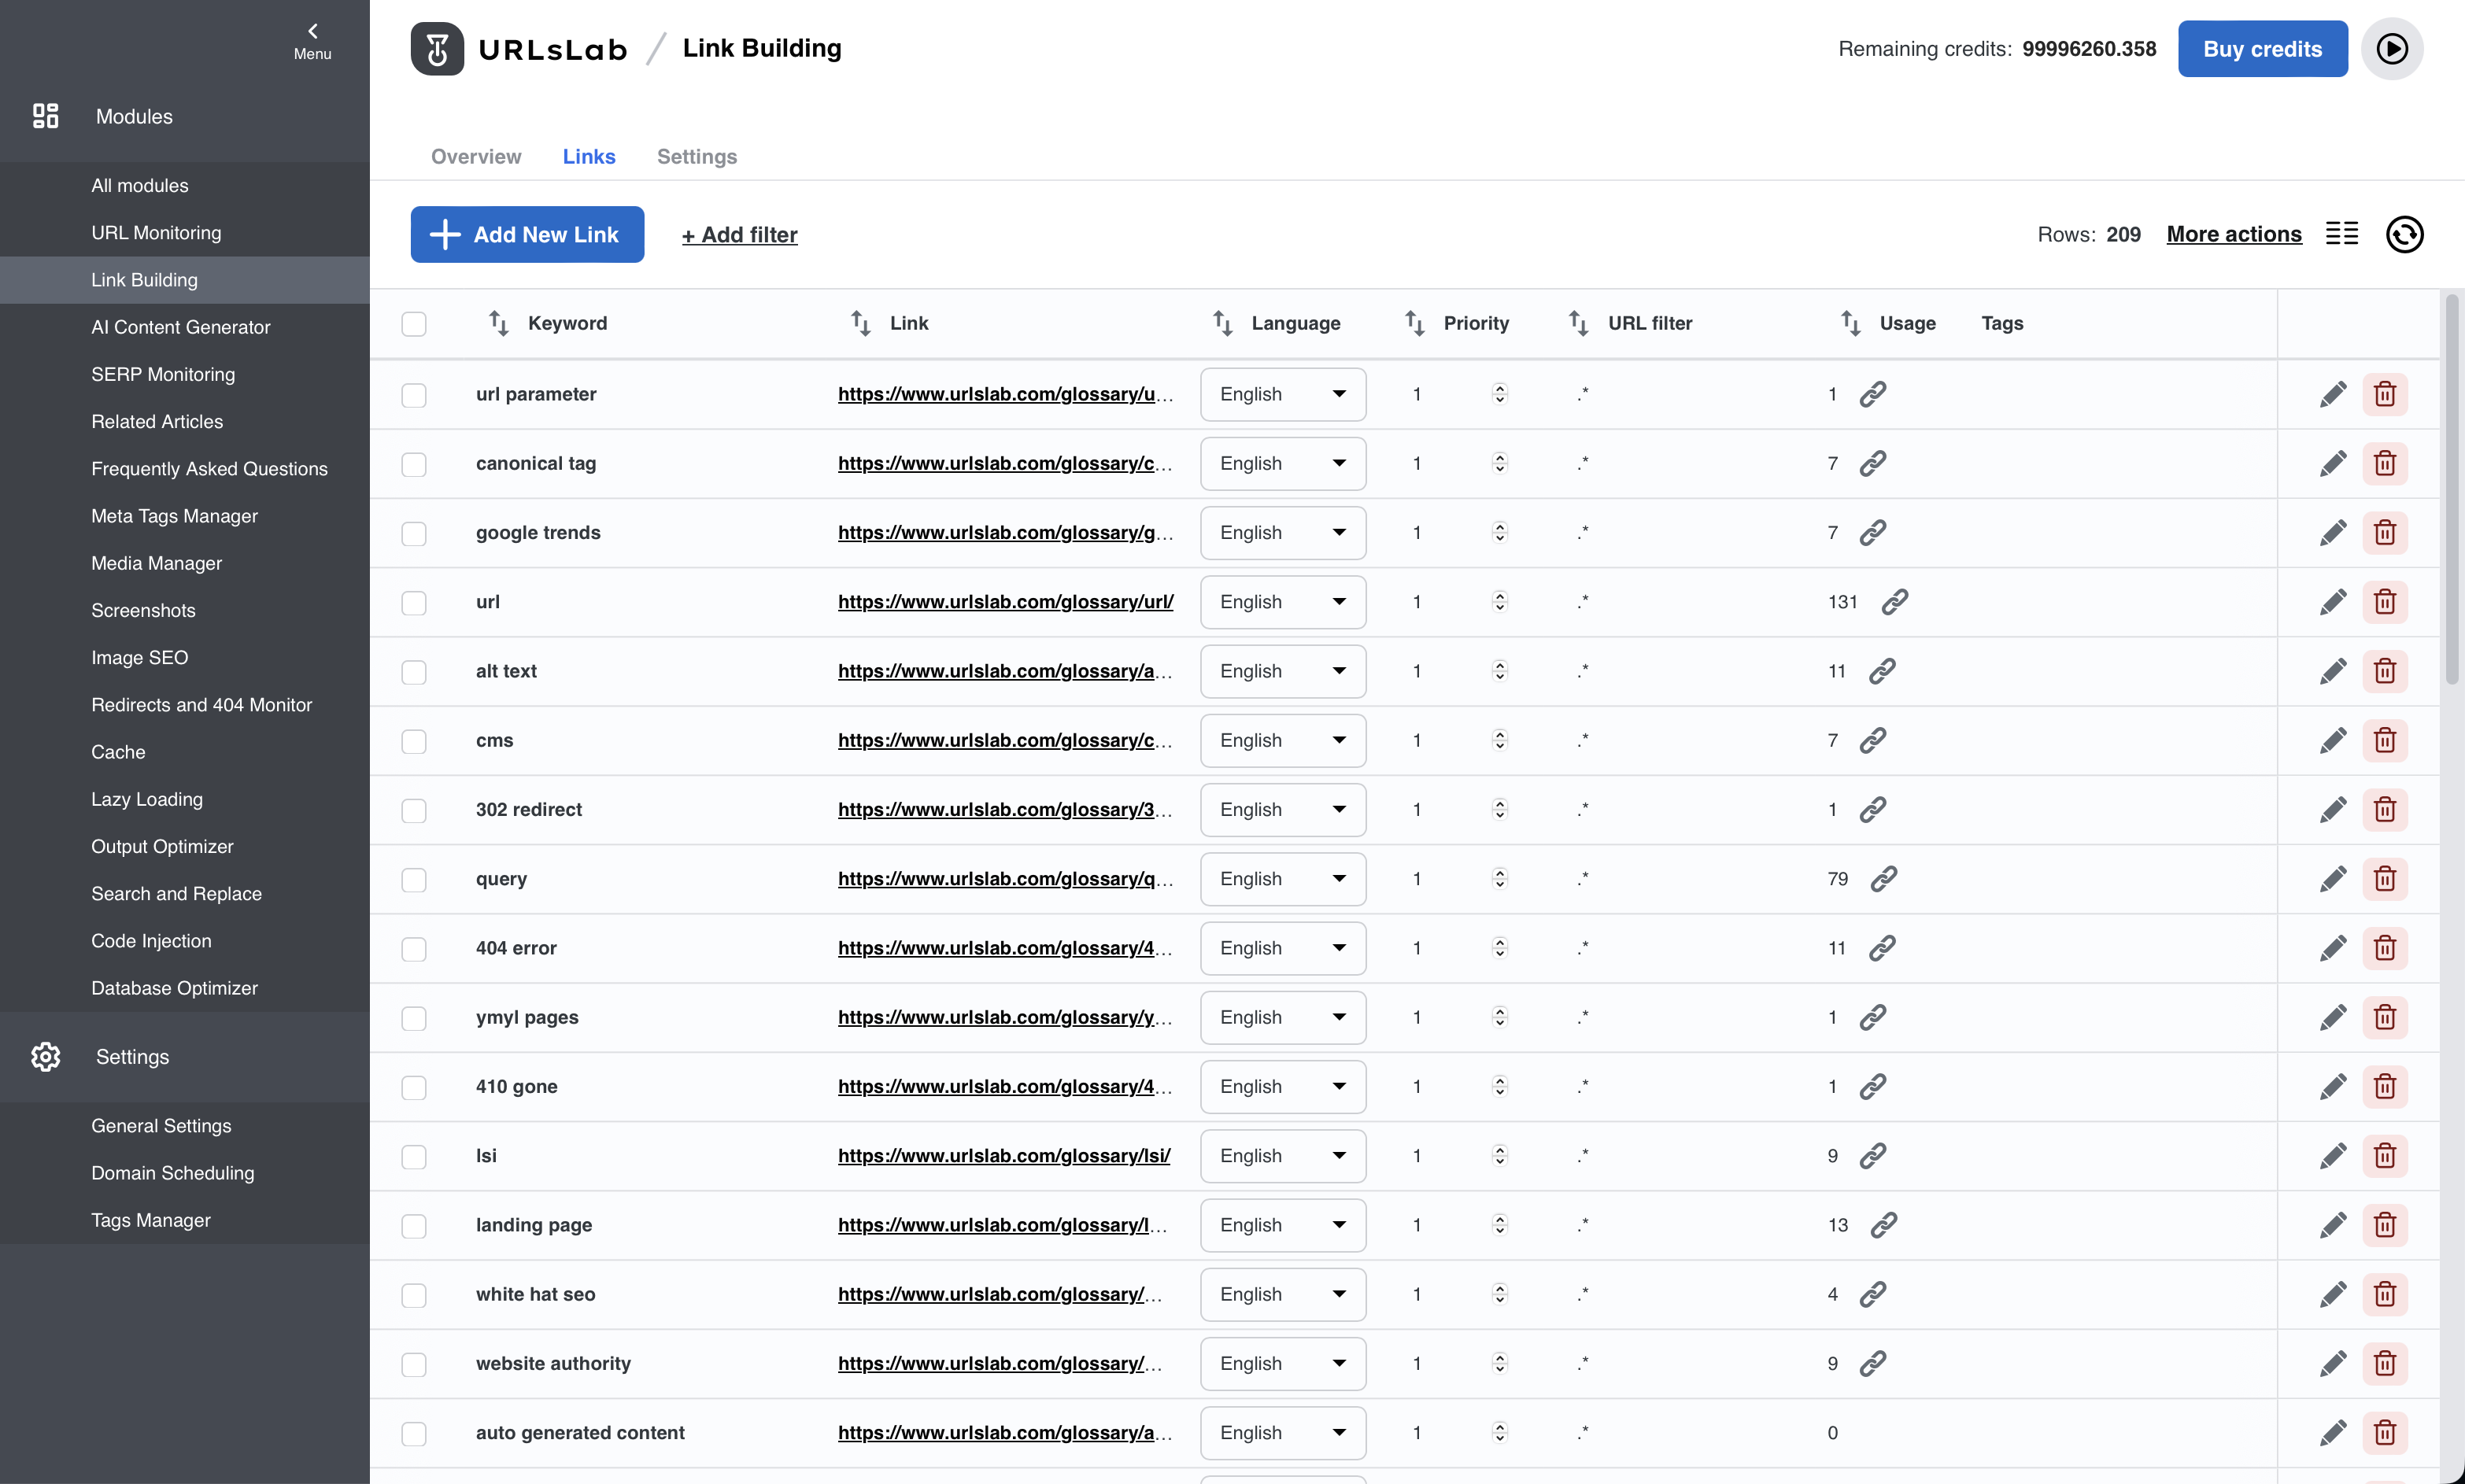 Menu
Modules
All modules
URL Monitoring
Link Building
AI Content Generator
SERP Monitoring
Related Articles
Frequently Asked Questions
Meta Tags Manager
Media Manager
Screenshots
Image SEO
Redirects and 404 Monitor
Cache
Lazy Loading
Output Optimizer
Search and Replace
Code Injection
Database Optimizer
Settings
General Settings
Domain Scheduling
Tags Manager
URLsLab / Link Building
Remaining credits: 99996260.358 Buy credits
Overview Links Settings
Add New Link + Add filter Rows: 209 More actions
Keyword Link Language Priority URL filter Usage Tags
url parameter https://www.urlslab.com/glossary/u... English 1 .* 1
canonical tag https://www.urlslab.com/glossary/c... English 1 .* 7
google trends https://www.urlslab.com/glossary/g... English 1 .* 7
url https://www.urlslab.com/glossary/url/ English 1 .* 131
alt text https://www.urlslab.com/glossary/a... English 1 .* 11
cms https://www.urlslab.com/glossary/c... English 1 .* 7
302 redirect https://www.urlslab.com/glossary/3... English 1 .* 1
query https://www.urlslab.com/glossary/q... English 1 .* 79
404 error https://www.urlslab.com/glossary/4... English 1 .* 11
ymyl pages https://www.urlslab.com/glossary/y... English 1 .* 1
410 gone https://www.urlslab.com/glossary/4... English 1 .* 1
lsi https://www.urlslab.com/glossary/lsi/ English 1 .* 9
landing page https://www.urlslab.com/glossary/l... English 1 .* 13
white hat seo https://www.urlslab.com/glossary/... English 1 .* 4
website authority https://www.urlslab.com/glossary/... English 1 .* 9
auto generated content https://www.urlslab.com/glossary/a... English 1 .* 0